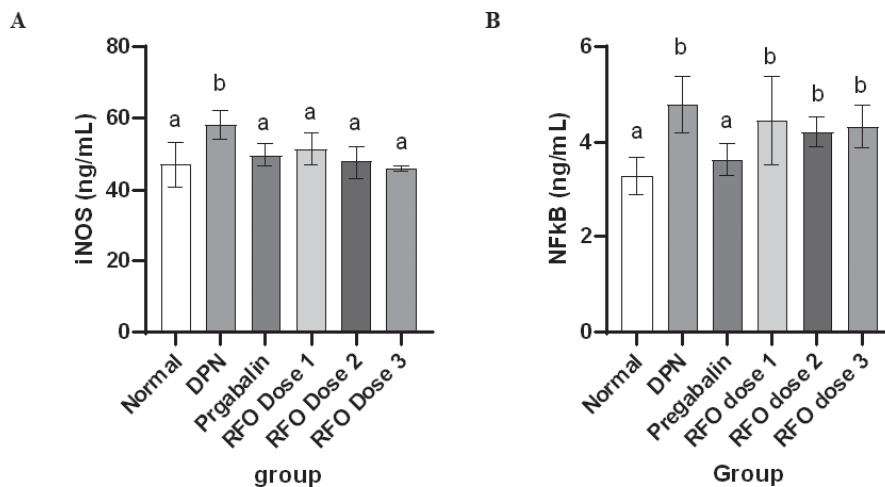 A
iNOS (ng/mL)
80
60
40
20
0
a
b
a
a
a
a
Normal
DPN
Prgabalin
RFO Dose 1
RFO Dose 2
RFO Dose 3
group
B
NFkB (ng/mL)
6
4
2
0
a
b
a
b
b
b
Normal
DPN
Pregabalin
RFO dose 1
RFO dose 2
RFO dose 3
Group